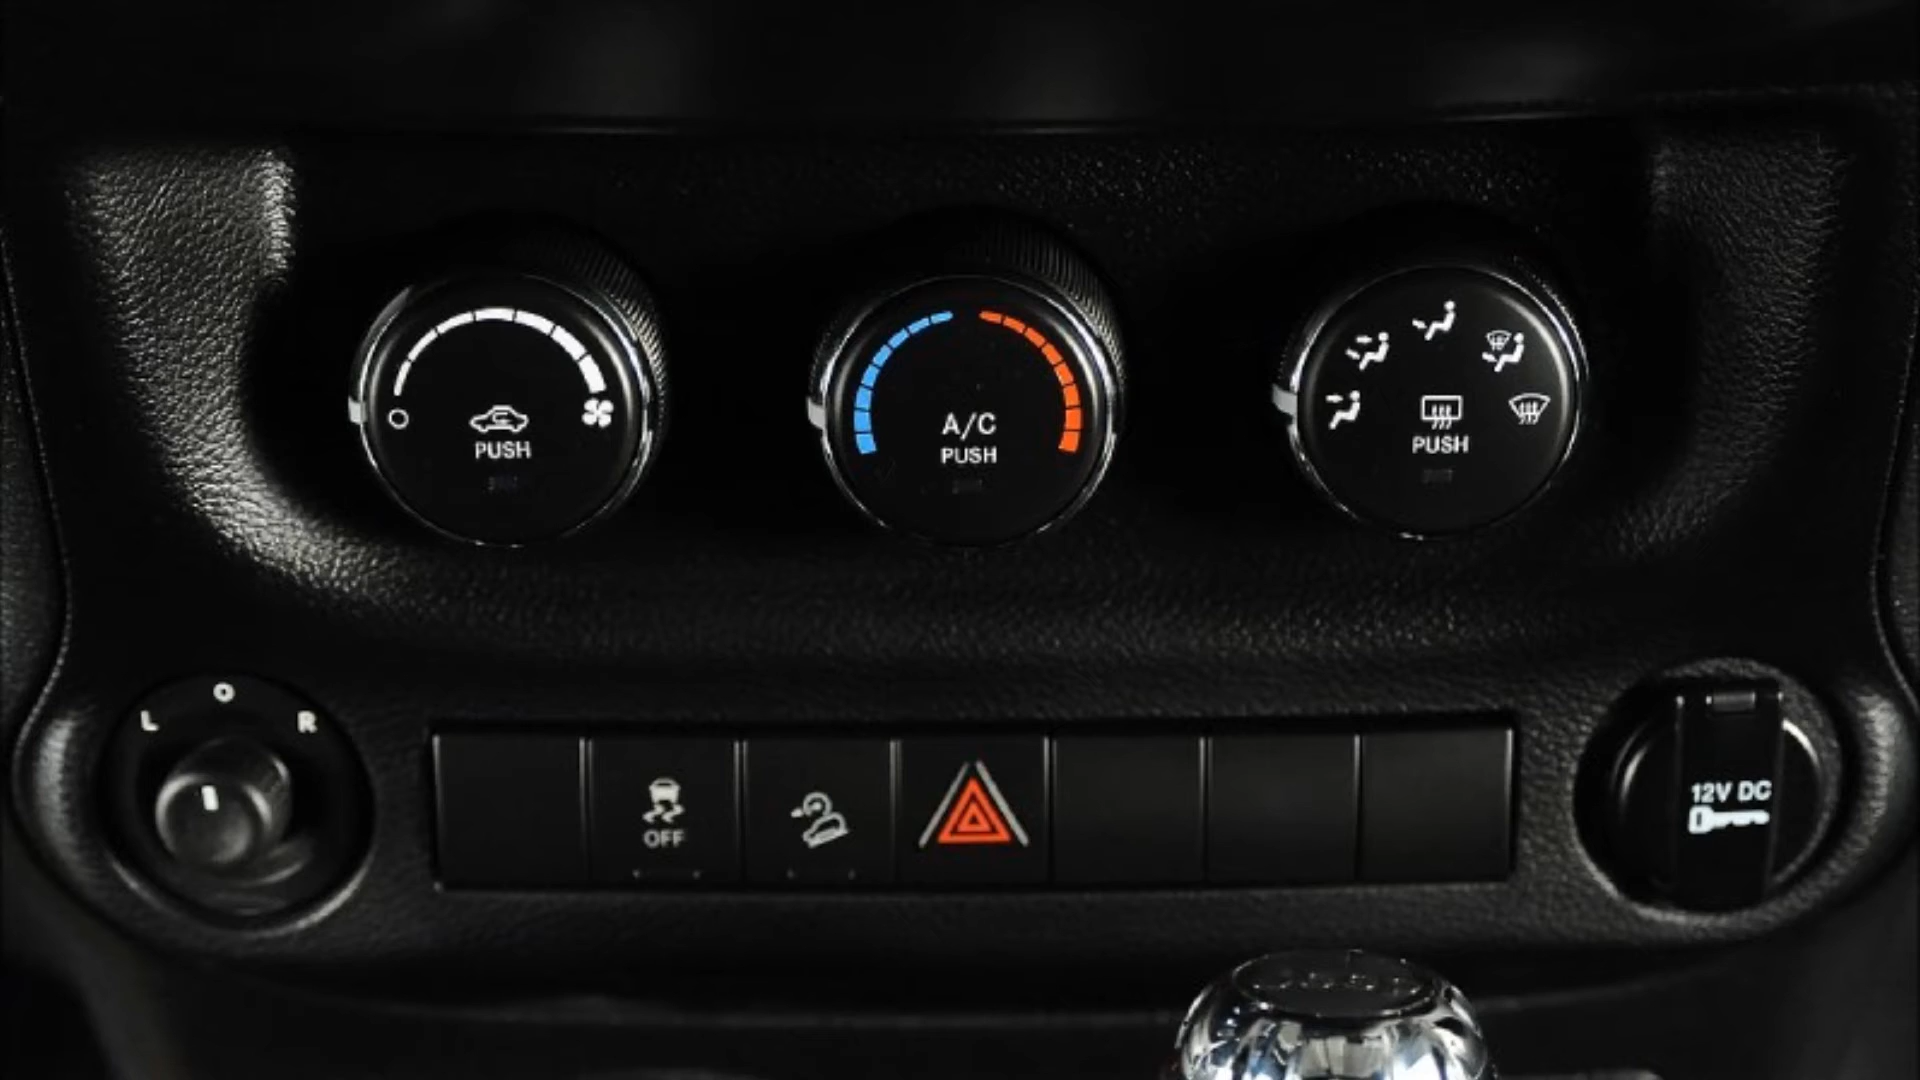 PUSH
A/C
PUSH
PUSH
L O R
OFF
12V DC